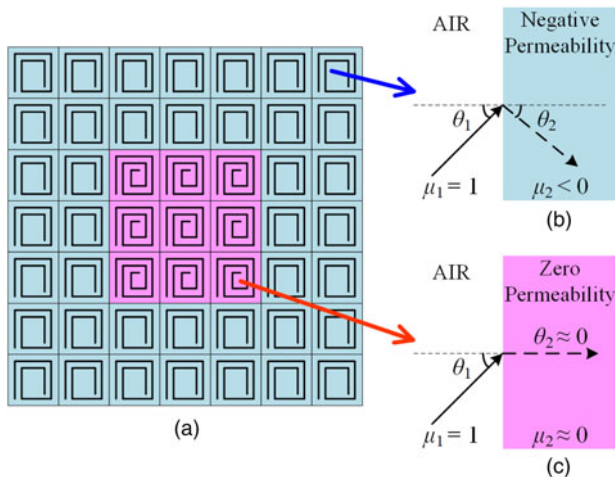 AIR
Negative
Permeability
θ₁
θ₂
μ₁ = 1
μ₂ < 0
(b)
AIR
Zero
Permeability
θ₂ ≈ 0
θ₁
μ₁ = 1
μ₂ ≈ 0
(a)
(c)